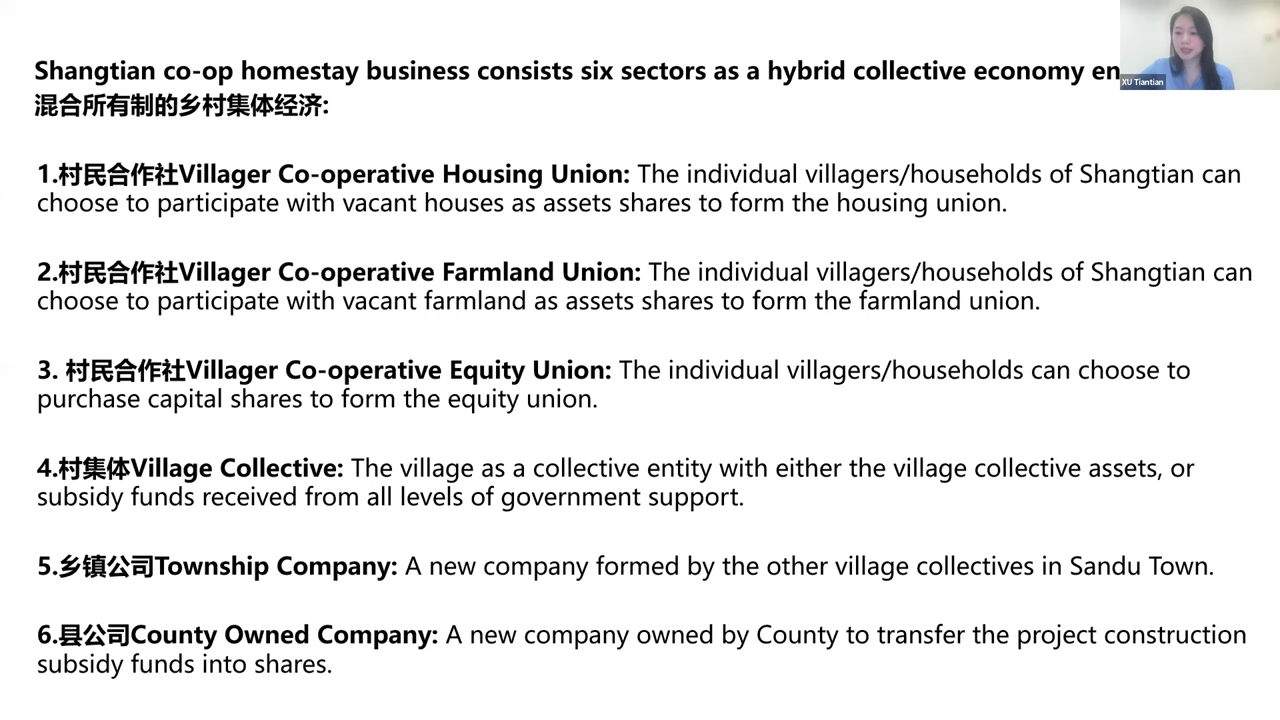 Shangtian co-op homestay business consists six sectors as a hybrid collective economy en
XU Tiantian
混合所有制的乡村集体经济:
1.村民合作社Villager Co-operative Housing Union: The individual villagers/households of Shangtian can
choose to participate with vacant houses as assets shares to form the housing union.
2.村民合作社Villager Co-operative Farmland Union: The individual villagers/households of Shangtian can
choose to participate with vacant farmland as assets shares to form the farmland union.
3. 村民合作社Villager Co-operative Equity Union: The individual villagers/households can choose to
purchase capital shares to form the equity union.
4.村集体Village Collective: The village as a collective entity with either the village collective assets, or
subsidy funds received from all levels of government support.
5.乡镇公司Township Company: A new company formed by the other village collectives in Sandu Town.
6.县公司County Owned Company: A new company owned by County to transfer the project construction
subsidy funds into shares.